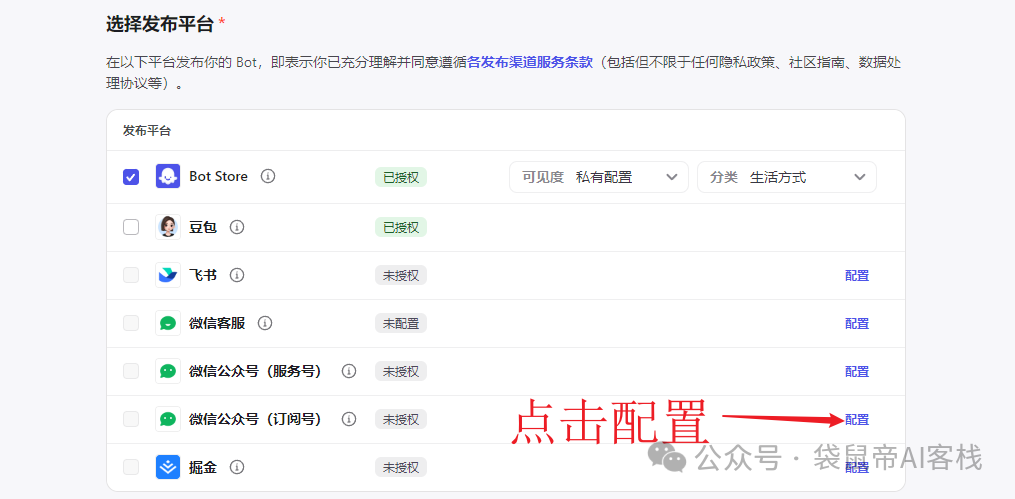 选择发布平台 *
在以下平台发布你的 Bot，即表示你已充分理解并同意遵循各发布渠道服务条款（包括但不限于任何隐私政策、社区指南、数据处
理协议等）。
发布平台
Bot Store 已授权 可见度 私有配置 分类 生活方式
豆包 已授权
飞书 未授权 配置
微信客服 未配置 配置
微信公众号（服务号） 未授权 配置
微信公众号（订阅号） 未授权 点击配置 配置
掘金 未授权 配置
公众号 · 袋鼠帝AI客栈